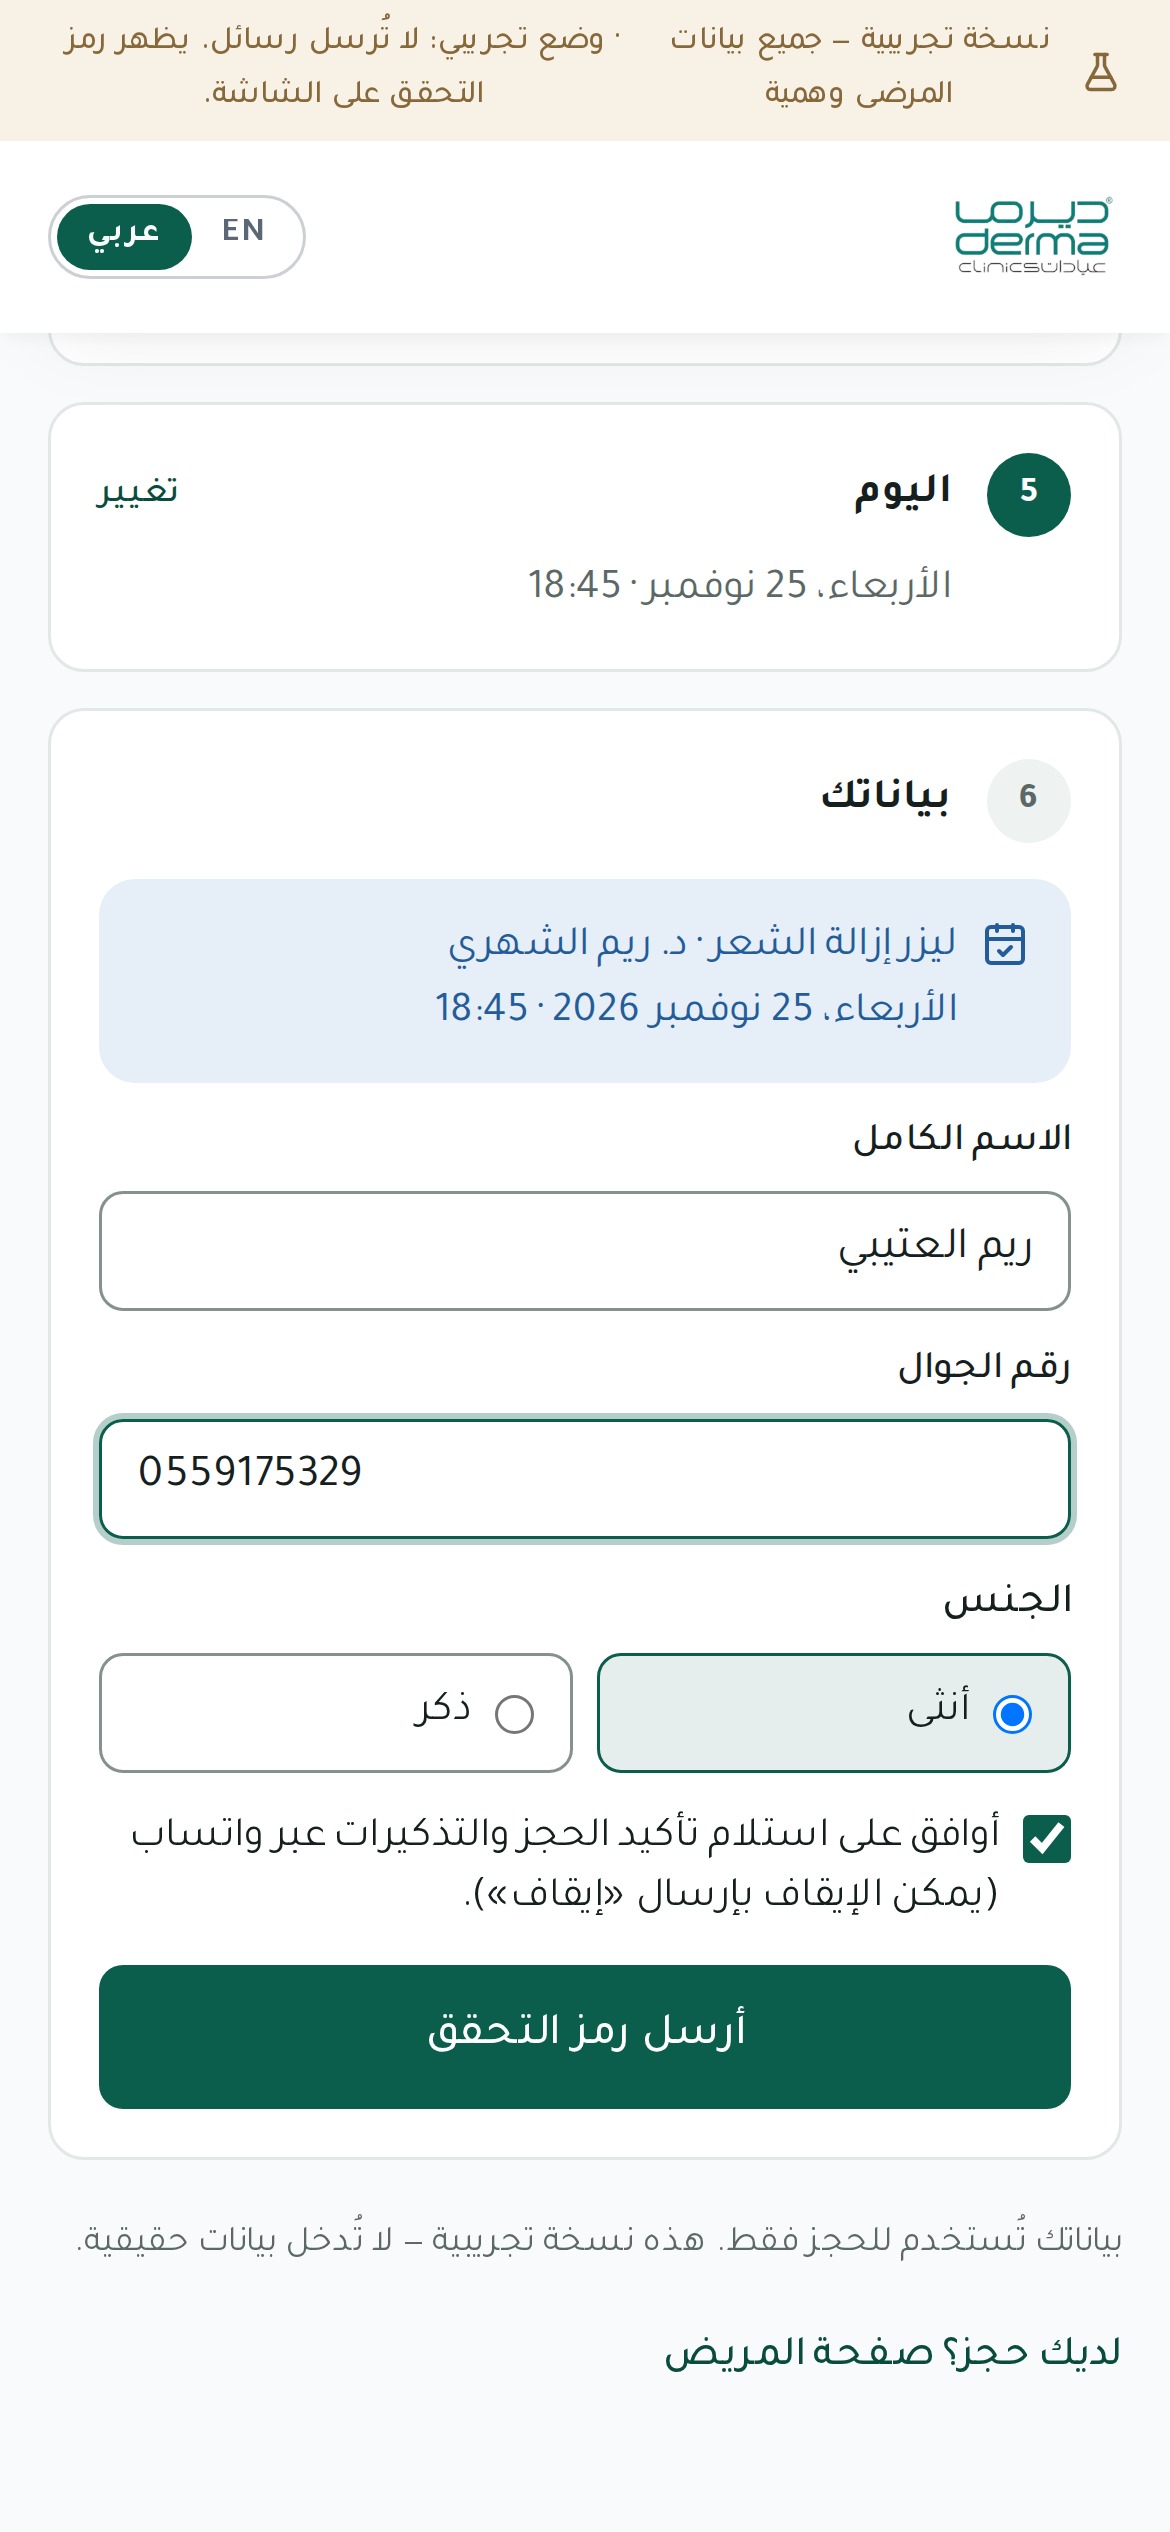 نسخة تجريبية – جميع بيانات المرضى وهمية
· وضع تجريبي: لا تُرسل رسائل. يظهر رمز التحقق على الشاشة.
ديرما
derma
clinics عيادات
EN
عربي
5
اليوم
تغيير
الأربعاء، 25 نوفمبر · 18:45
6
بياناتك
ليزر إزالة الشعر · د. ريم الشهري
الأربعاء، 25 نوفمبر 2026 · 18:45
الاسم الكامل
ريم العتيبي
رقم الجوال
0559175329
الجنس
أنثى
ذكر
أوافق على استلام تأكيد الحجز والتذكيرات عبر واتساب
(يمكن الإيقاف بإرسال «إيقاف»).
أرسل رمز التحقق
بياناتك تُستخدم للحجز فقط. هذه نسخة تجريبية – لا تُدخل بيانات حقيقية.
لديك حجز؟ صفحة المريض